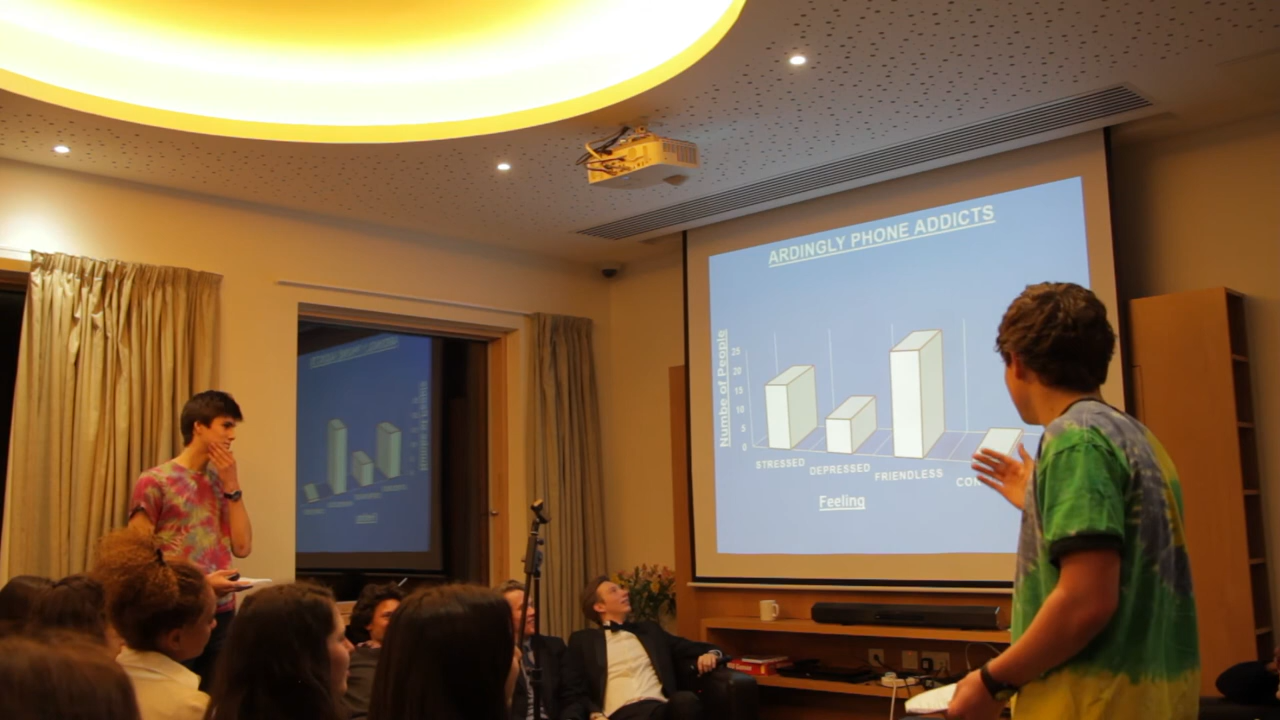 ARDINGLY PHONE ADDICTS
Numbe of People
25
20
15
10
5
0
STRESSED DEPRESSED FRIENDLESS
Feeling